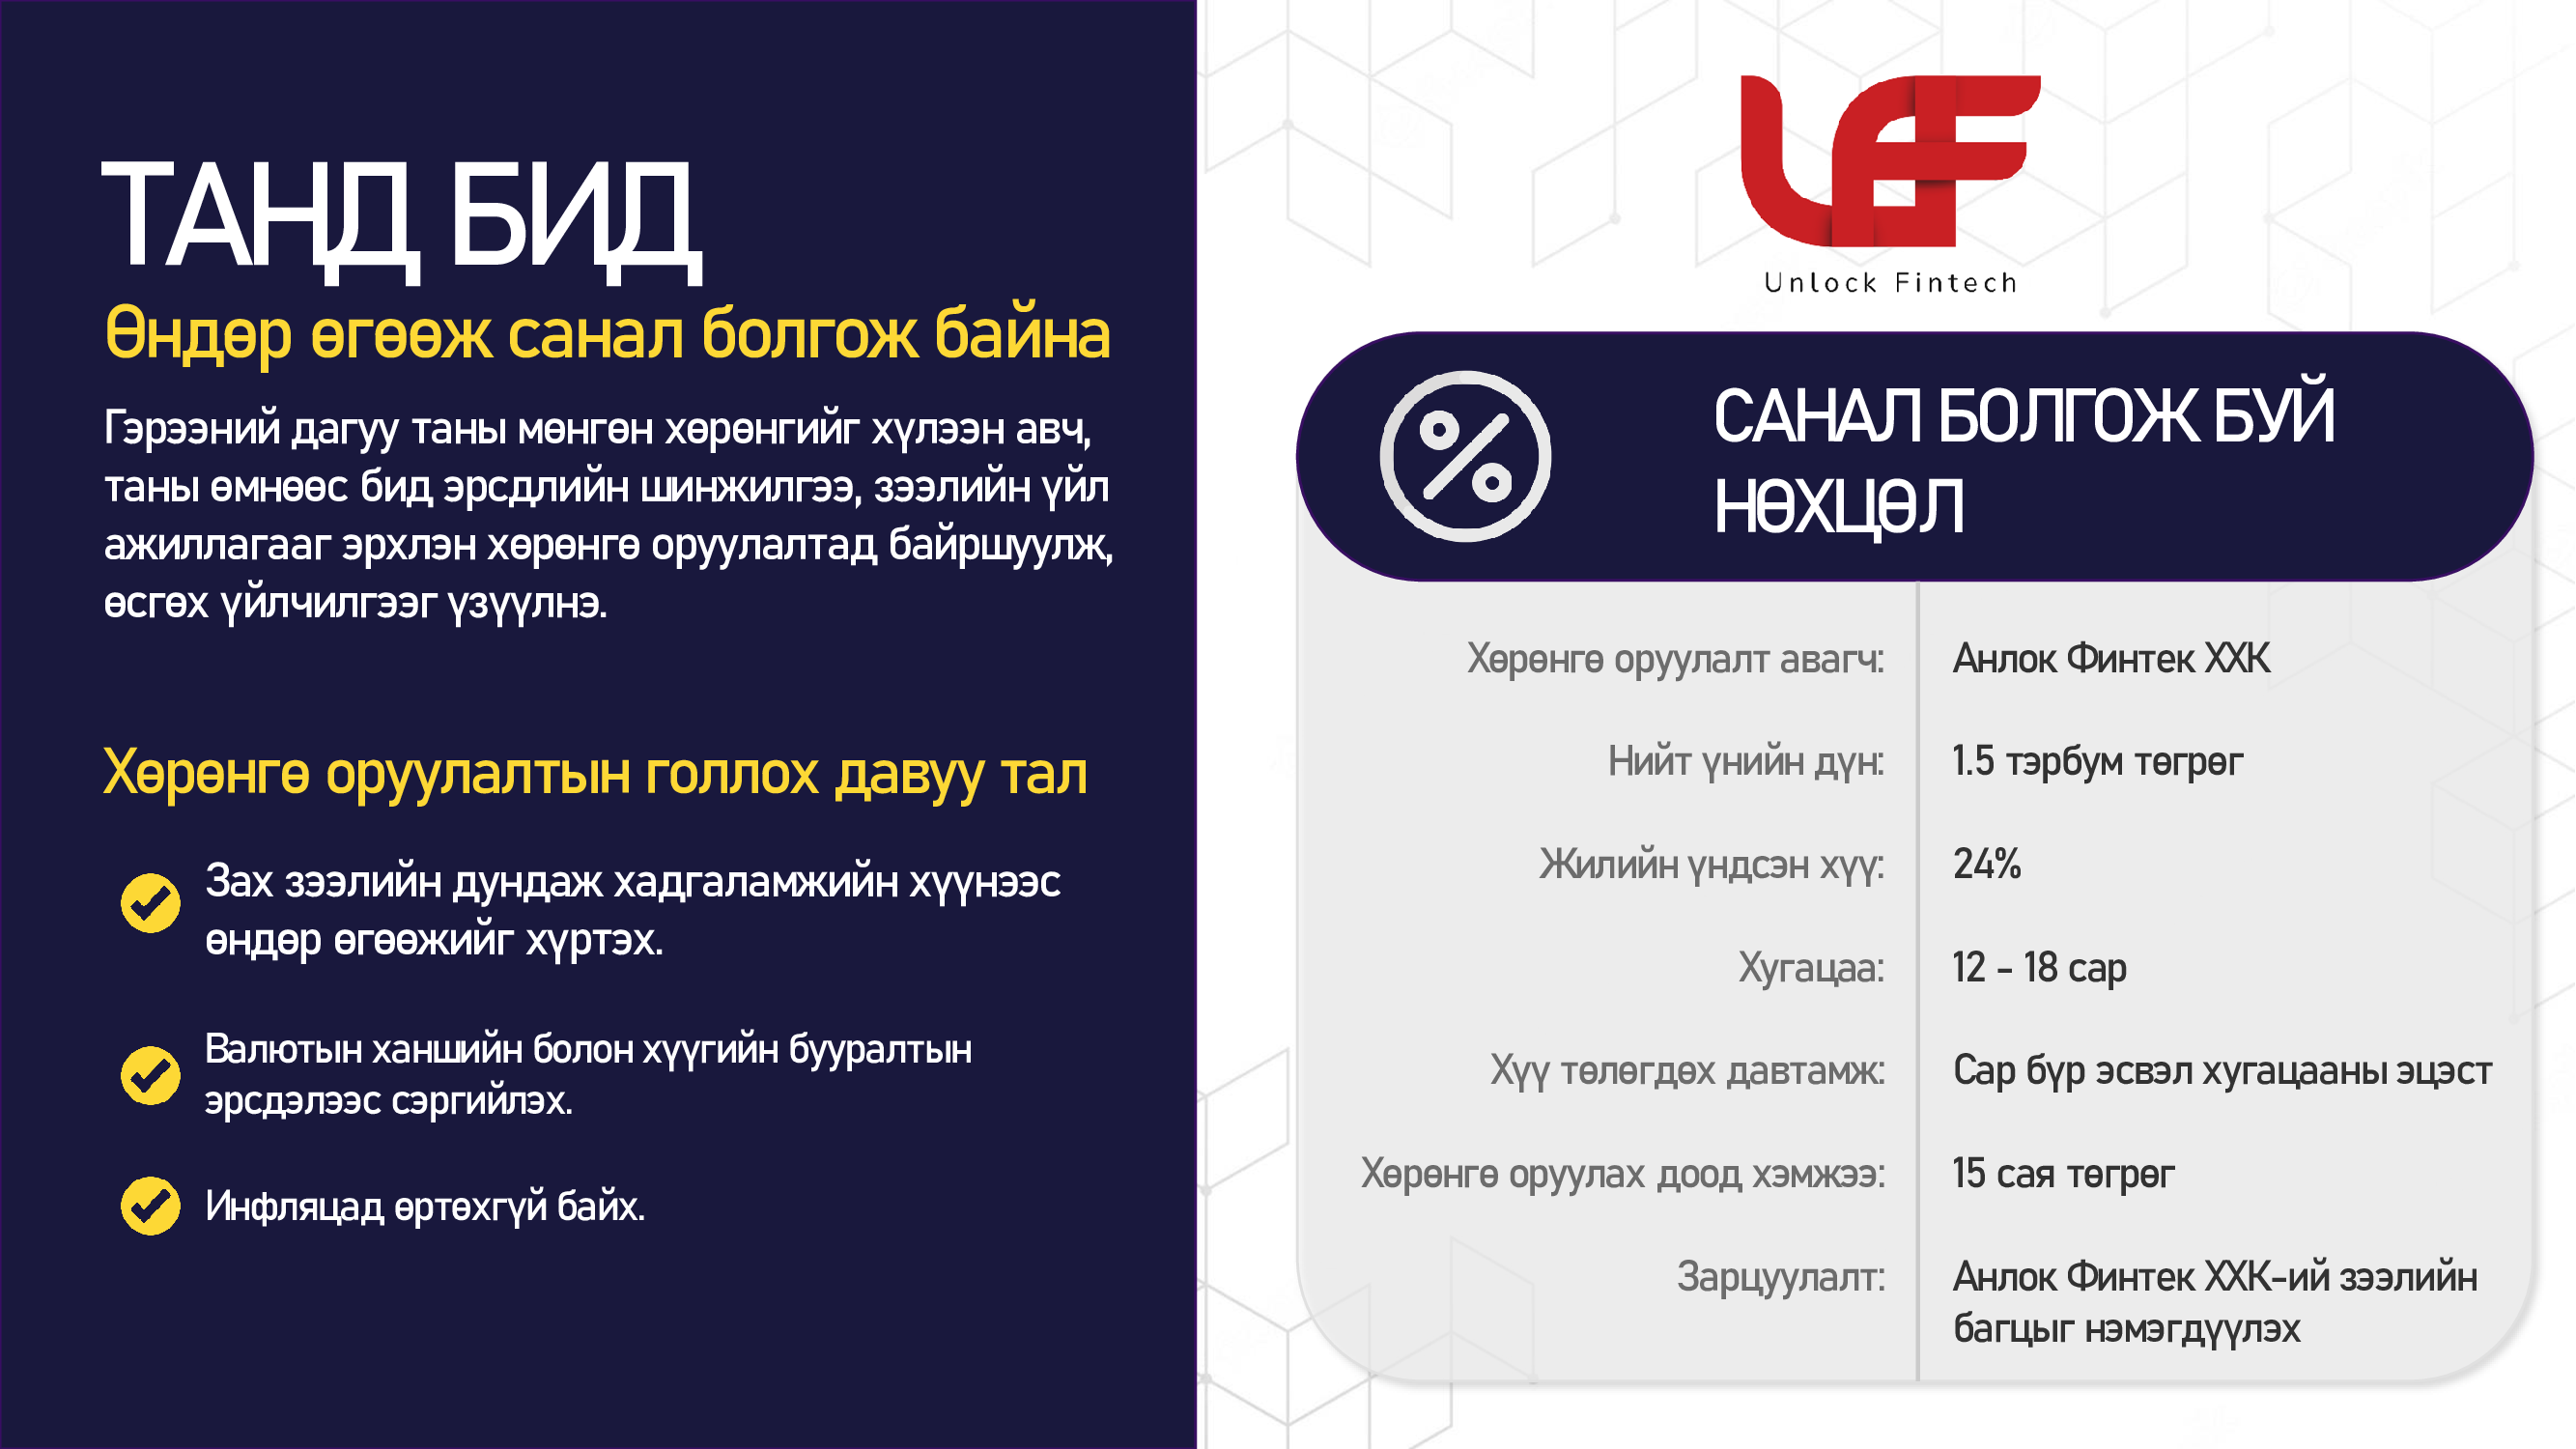 ТАНД БИД
Өндөр өгөөж санал болгож байна
Гэрээний дагуу таны мөнгөн хөрөнгийг хүлээн авч,
таны өмнөөс бид эрсдлийн шинжилгээ, зээлийн үйл
ажиллагааг эрхлэн хөрөнгө оруулалтад байршуулж,
өсгөх үйлчилгээг үзүүлнэ.
Хөрөнгө оруулалтын голлох давуу тал
Зах зээлийн дундаж хадгаламжийн хүүнээс
өндөр өгөөжийг хүртэх.
Валютын ханшийн болон хүүгийн бууралтын
эрсдэлээс сэргийлэх.
Инфляцад өртөхгүй байх.
Unlock Fintech
САНАЛ БОЛГОЖ БУЙ
НӨХЦӨЛ
Хөрөнгө оруулалт авагч: Анлок Финтек ХХК
Нийт үнийн дүн: 1.5 тэрбум төгрөг
Жилийн үндсэн хүү: 24%
Хугацаа: 12 - 18 сар
Хүү төлөгдөх давтамж: Сар бүр эсвэл хугацааны эцэст
Хөрөнгө оруулах доод хэмжээ: 15 сая төгрөг
Зарцуулалт: Анлок Финтек ХХК-ий зээлийн
багцыг нэмэгдүүлэх